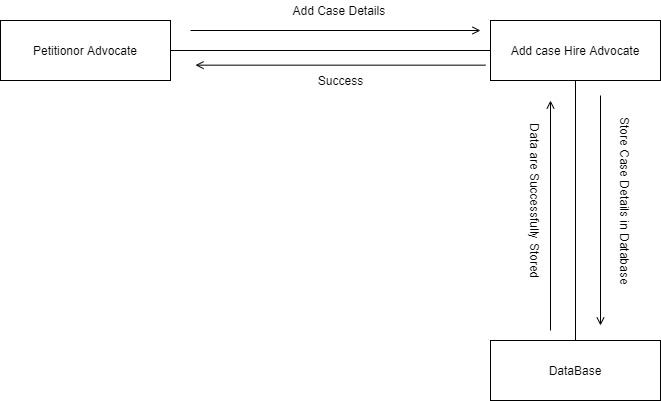 Add Case Details
Petitionor Advocate
Add case Hire Advocate
Success
Data are Successfully Stored
Store Case Details in Database
DataBase